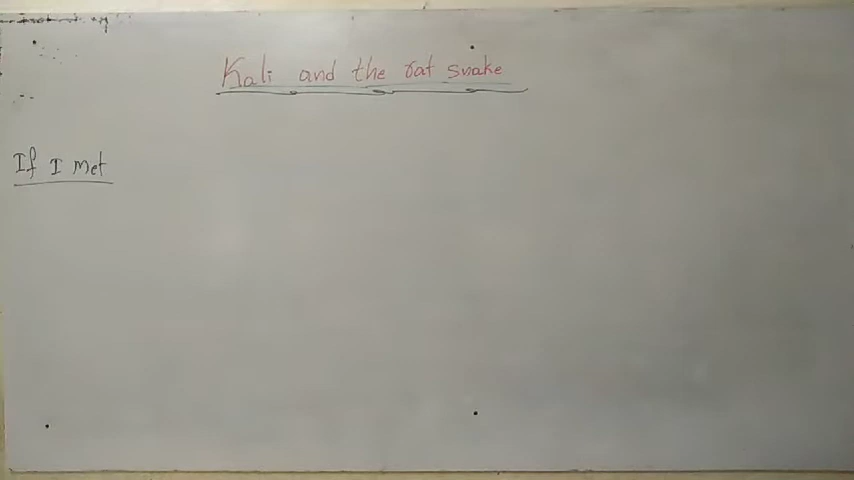 Kali and the rat snake
If I met